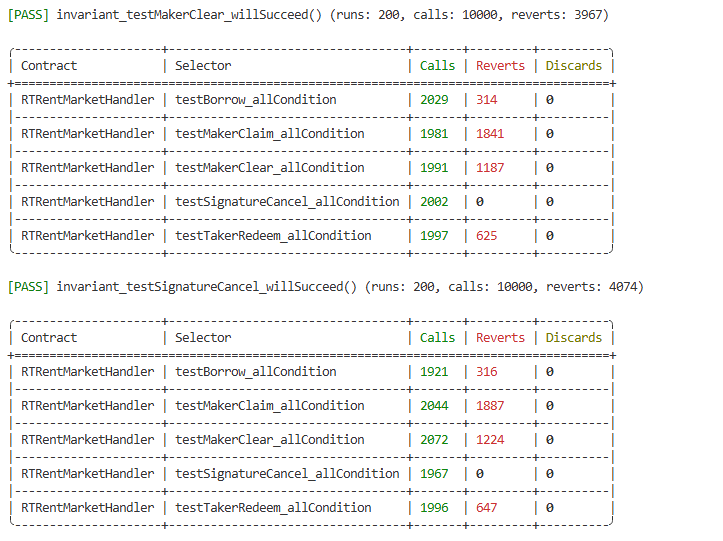 [PASS] invariant_testMakerClear_willSucceed() (runs: 200, calls: 10000, reverts: 3967)
| Contract | Selector | Calls | Reverts | Discards |
| RTRentMarketHandler | testBorrow_allCondition | 2029 | 314 | 0
| RTRentMarketHandler | testMakerClaim_allCondition | 1981 | 1841 | 0
| RTRentMarketHandler | testMakerClear_allCondition | 1991 | 1187 | 0
| RTRentMarketHandler | testSignatureCancel_allCondition | 2002 | 0 | 0
| RTRentMarketHandler | testTakerRedeem_allCondition | 1997 | 625 | 0
[PASS] invariant_testSignatureCancel_willSucceed() (runs: 200, calls: 10000, reverts: 4074)
| Contract | Selector | Calls | Reverts | Discards |
| RTRentMarketHandler | testBorrow_allCondition | 1921 | 316 | 0
| RTRentMarketHandler | testMakerClaim_allCondition | 2044 | 1887 | 0
| RTRentMarketHandler | testMakerClear_allCondition | 2072 | 1224 | 0
| RTRentMarketHandler | testSignatureCancel_allCondition | 1967 | 0 | 0
| RTRentMarketHandler | testTakerRedeem_allCondition | 1996 | 647 | 0